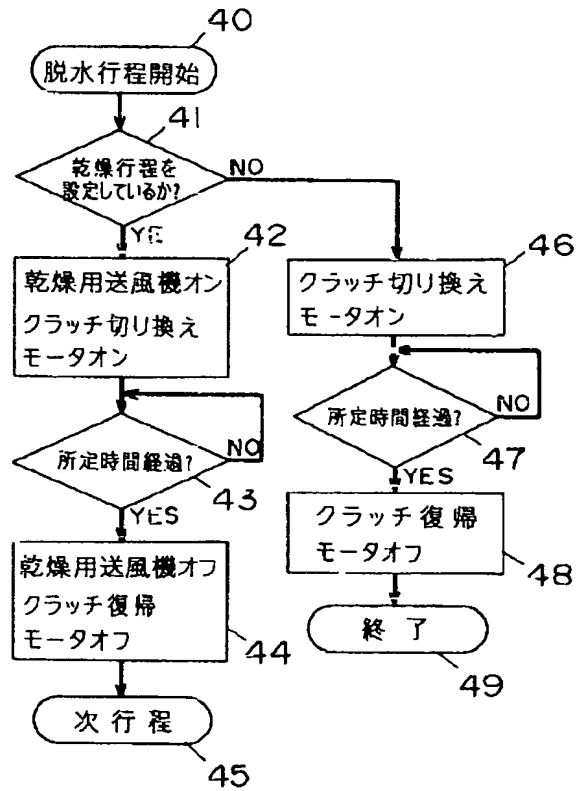 40
脱水行程開始
41
乾燥行程を
設定しているか?
NO
YE
42
乾燥用送風機オン
クラッチ切り換え
モータオン
所定時間経過?
NO
43
YES
乾燥用送風機オフ
クラッチ復帰
モータオフ
44
次行程
45
46
クラッチ切り換え
モータオン
所定時間経過?
NO
47
YES
クラッチ復帰
モータオフ
48
終了
49